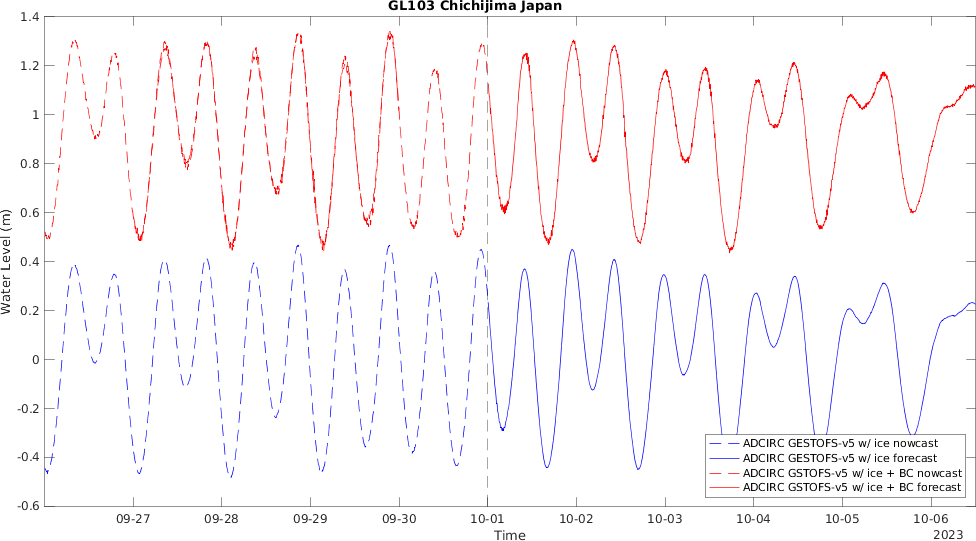 GL103 Chichijima Japan
1.4
1.2
1
0.8
0.6
0.4
0.2
0
-0.2
-0.4
-0.6
Water Level (m)
ADCIRC GESTOFS-v5 w/ ice nowcast
ADCIRC GESTOFS-v5 w/ ice forecast
ADCIRC GSTOFS-v5 w/ ice + BC nowcast
ADCIRC GSTOFS-v5 w/ ice + BC forecast
09-27 09-28 09-29 09-30 10-01 10-02 10-03 10-04 10-05 10-06
Time
2023